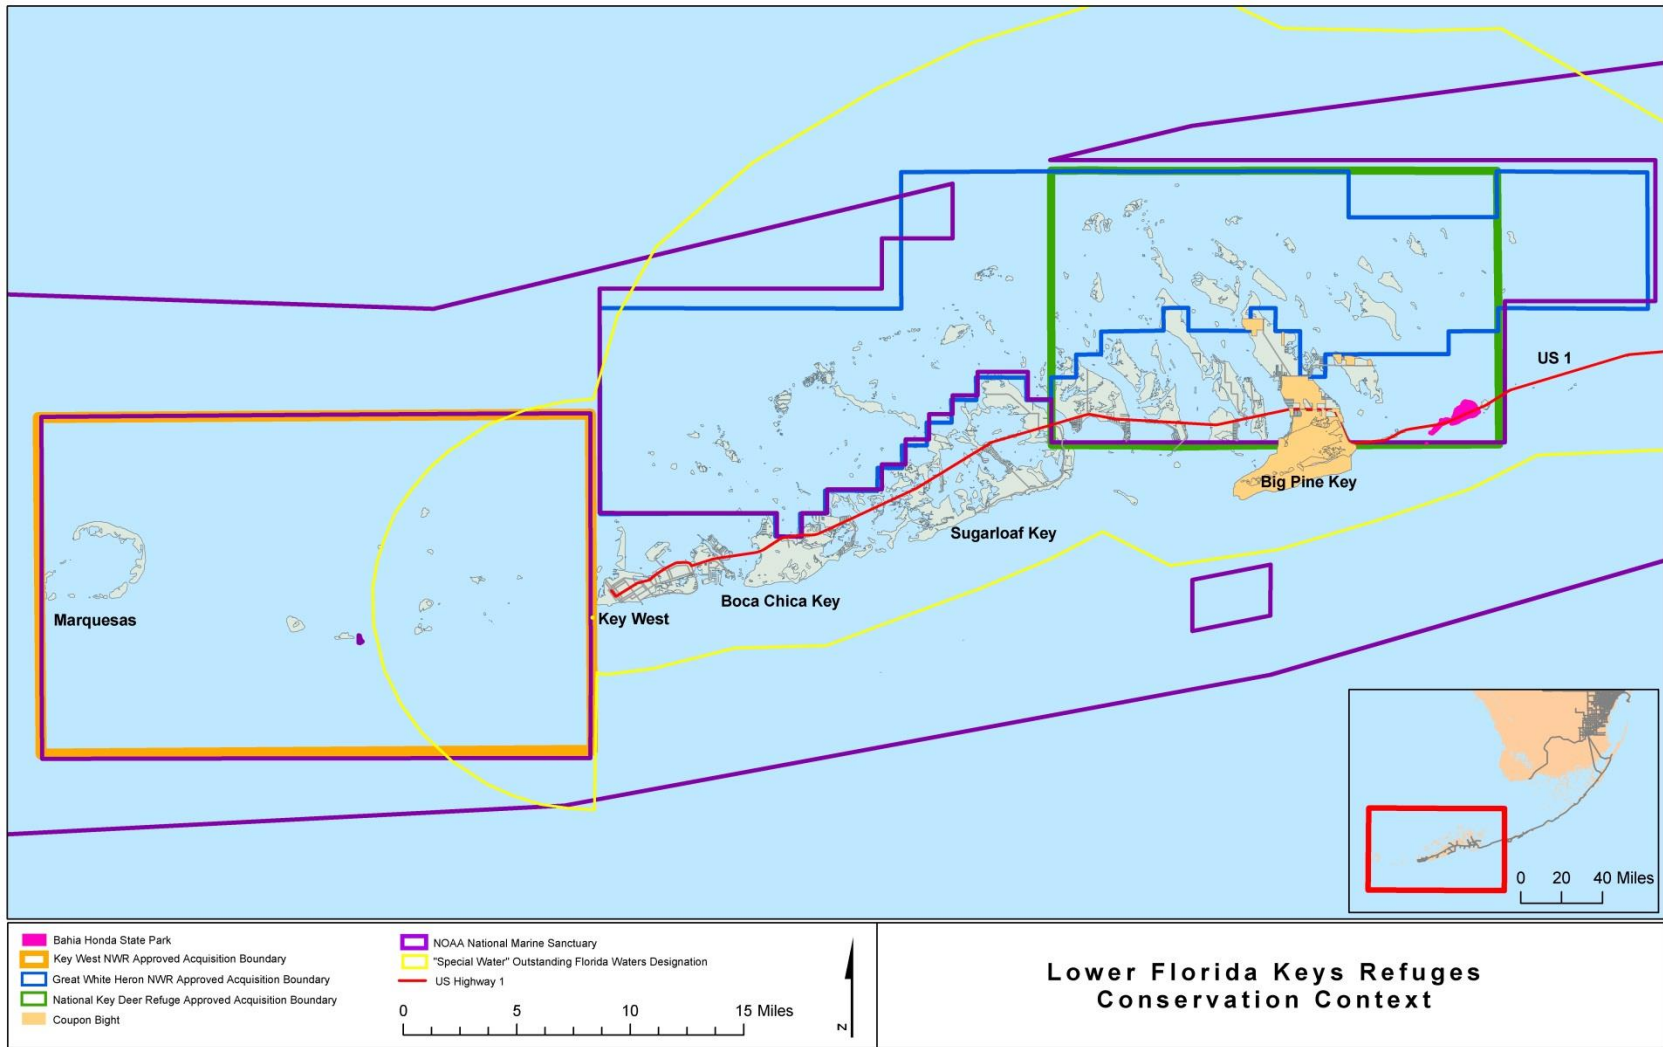 US 1
Big Pine Key
Sugarloaf Key
Boca Chica Key
Key West
Marquesas
0 20 40 Miles
Bahia Honda State Park
Key West NWR Approved Acquisition Boundary
Great White Heron NWR Approved Acquisition Boundary
National Key Deer Refuge Approved Acquisition Boundary
Coupon Bight
NOAA National Marine Sanctuary
"Special Water" Outstanding Florida Waters Designation
US Highway 1
0 5 10 15 Miles
N
Lower Florida Keys Refuges
Conservation Context